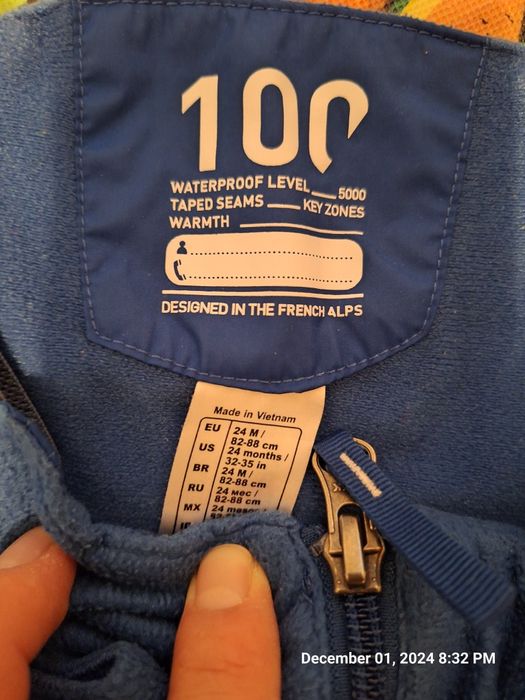 100
WATERPROOF LEVEL 5000
TAPED SEAMS KEY ZONES
WARMTH
DESIGNED IN THE FRENCH ALPS
Made in Vietnam
EU 24 M /
82-88 cm
US 24 months /
32-35 in
BR 24 M /
82-88 cm
RU 24 мес /
82-88 cm
MX 24 meses
December 01, 2024 8:32 PM